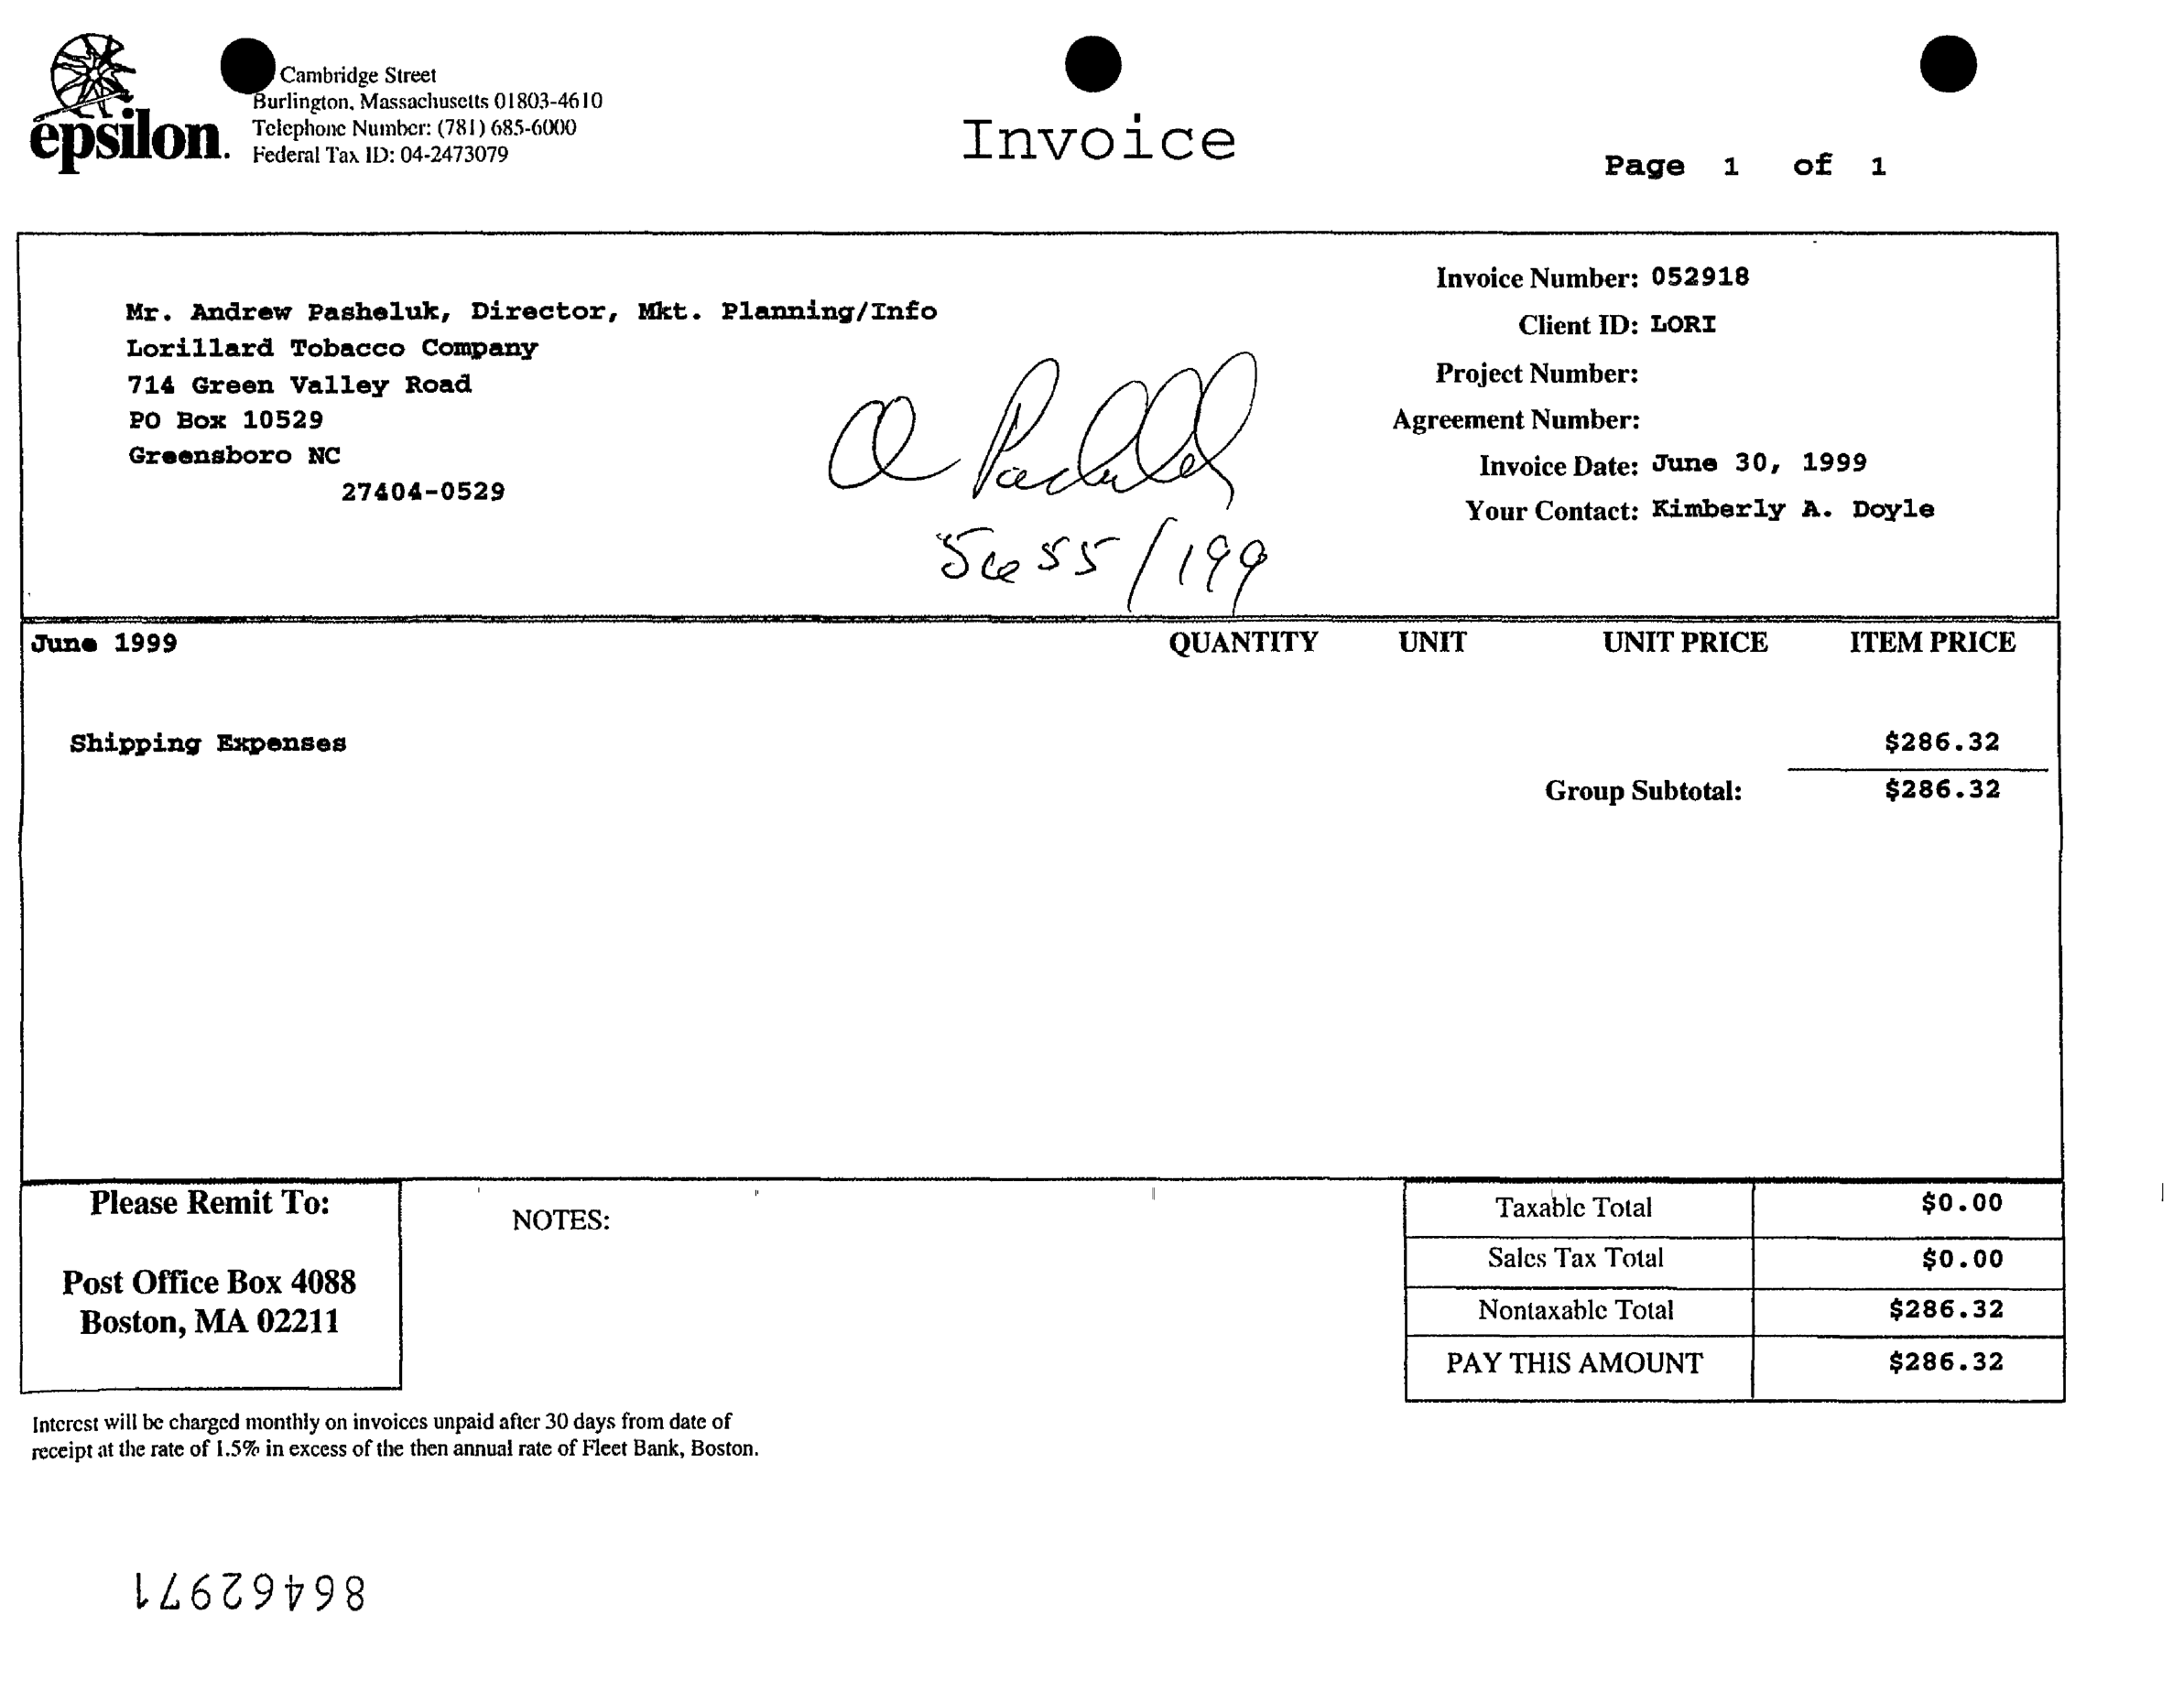 epsilon.
Cambridge Street
Burlington, Massachusetts 01803-4610
Telephone Number: (781) 685-6000
Federal Tax ID: 04-2473079
Invoice
Page 1 of 1
Mr. Andrew Pasheluk, Director, Mkt. Planning/Info
Lorillard Tobacco Company
714 Green Valley Road
PO Box 10529
Greensboro NC
27404-0529
Invoice Number: 052918
Client ID: LORI
Project Number:
Agreement Number:
Invoice Date: June 30, 1999
Your Contact: Kimberly A. Doyle
June 1999 QUANTITY UNIT UNIT PRICE ITEM PRICE
Shipping Expenses $286.32
Group Subtotal: $286.32
Please Remit To:
Post Office Box 4088
Boston, MA 02211
NOTES:
Taxable Total $0.00
Sales Tax Total $0.00
Nontaxable Total $286.32
PAY THIS AMOUNT $286.32
Interest will be charged monthly on invoices unpaid after 30 days from date of
receipt at the rate of 1.5% in excess of the then annual rate of Fleet Bank, Boston.
86462971